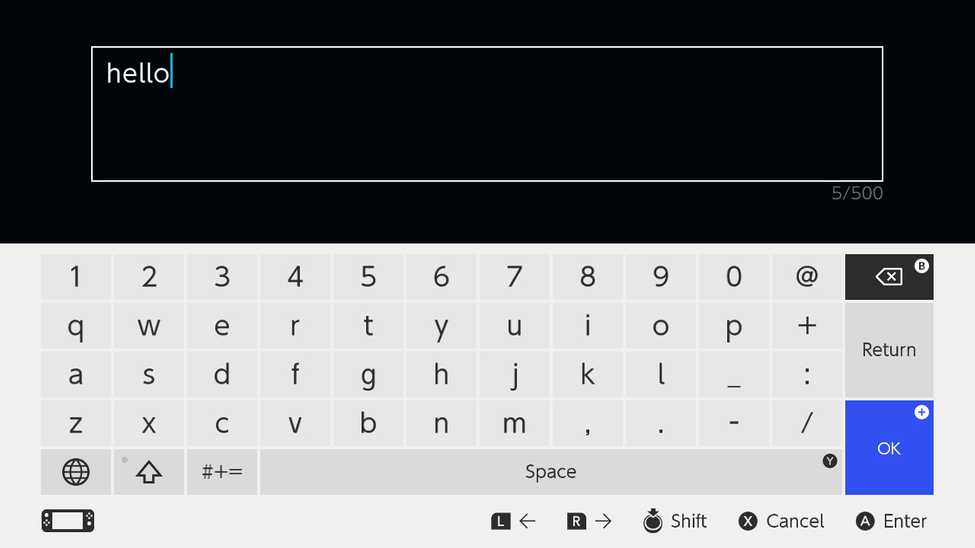 hello
5/500
1 2 3 4 5 6 7 8 9 0 @ B
q w e r t y u i o p +
Return
a s d f g h j k l _ :
z x c v b n m , . - / +
OK
#+= Space Y
L ← R → Shift X Cancel A Enter